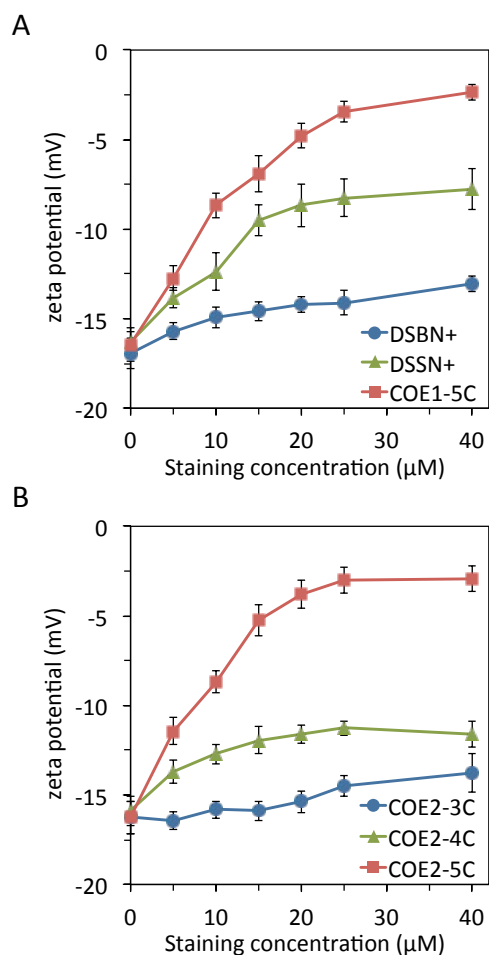 A
0
-5
-10
-15
-20
zeta potential (mV)
DSBN+
DSSN+
COE1-5C
0 10 20 30 40
Staining concentration (μM)
B
0
-5
-10
-15
-20
zeta potential (mV)
COE2-3C
COE2-4C
COE2-5C
0 10 20 30 40
Staining concentration (μM)